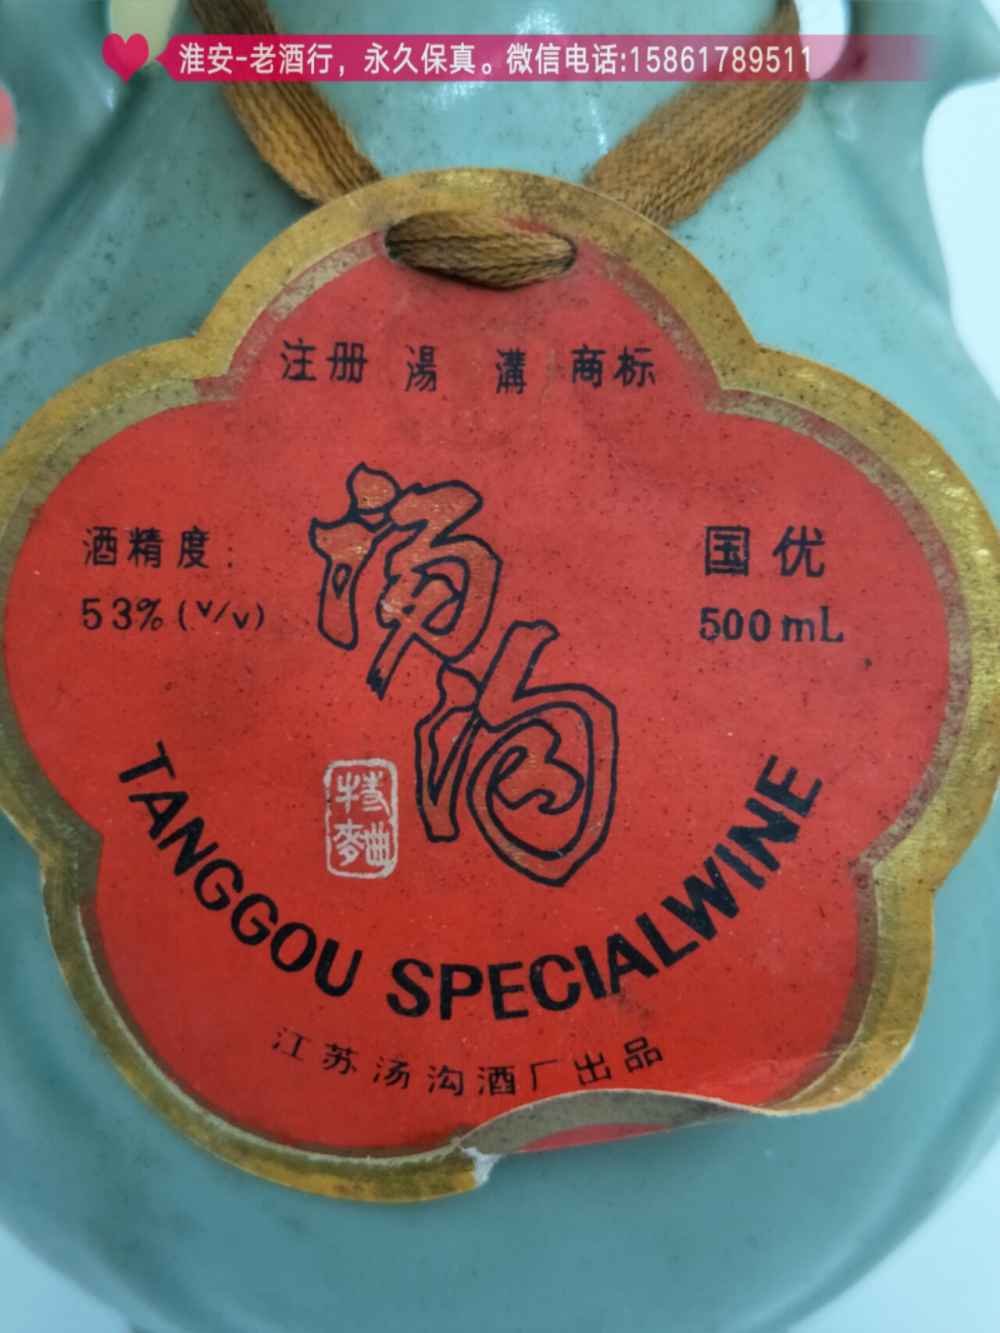 淮安-老酒行，永久保真。微信电话:15861789511
注册 湯 溝 商标
酒精度:
53%(v/v)
国优
500mL
湯沟
特
麯
TANGGOU SPECIALWINE
江苏汤沟酒厂出品